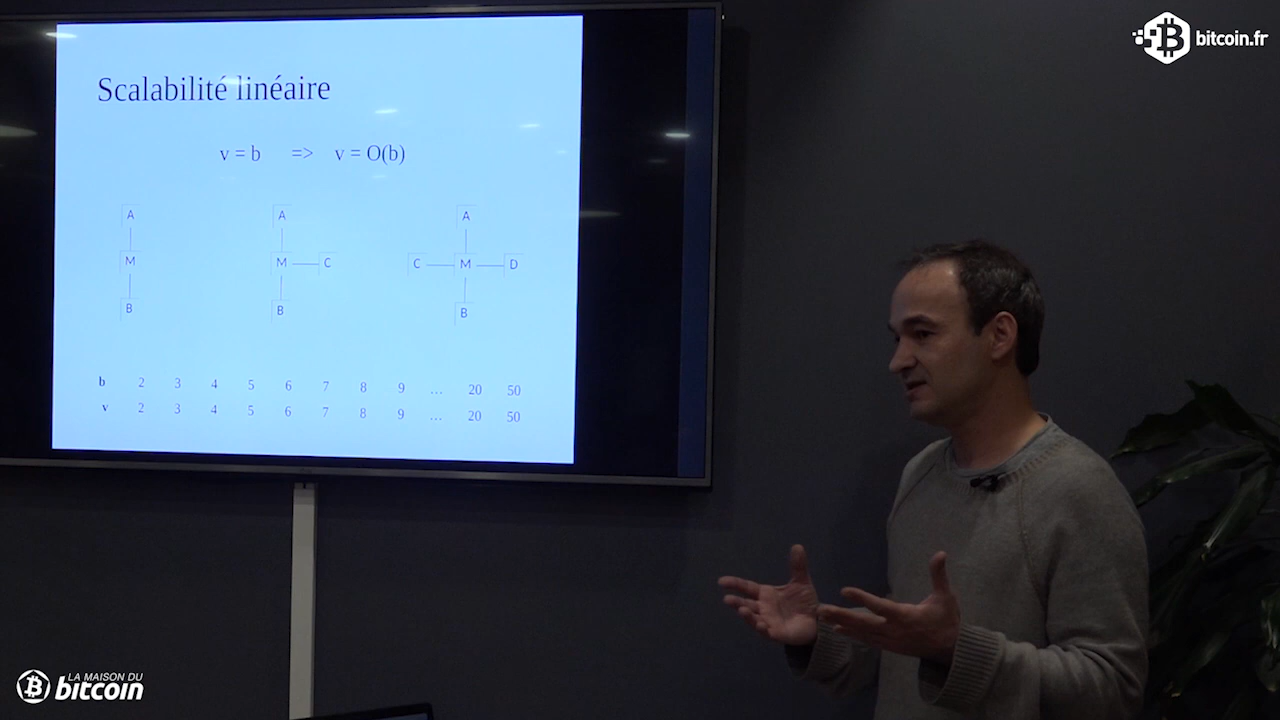 bitcoin.fr
Scalabilité linéaire
v = b => v = O(b)
A A A
M M C C M D
B B B
b 2 3 4 5 6 7 8 9 ... 20 50
v 2 3 4 5 6 7 8 9 ... 20 50
LA MAISON DU
bitcoin